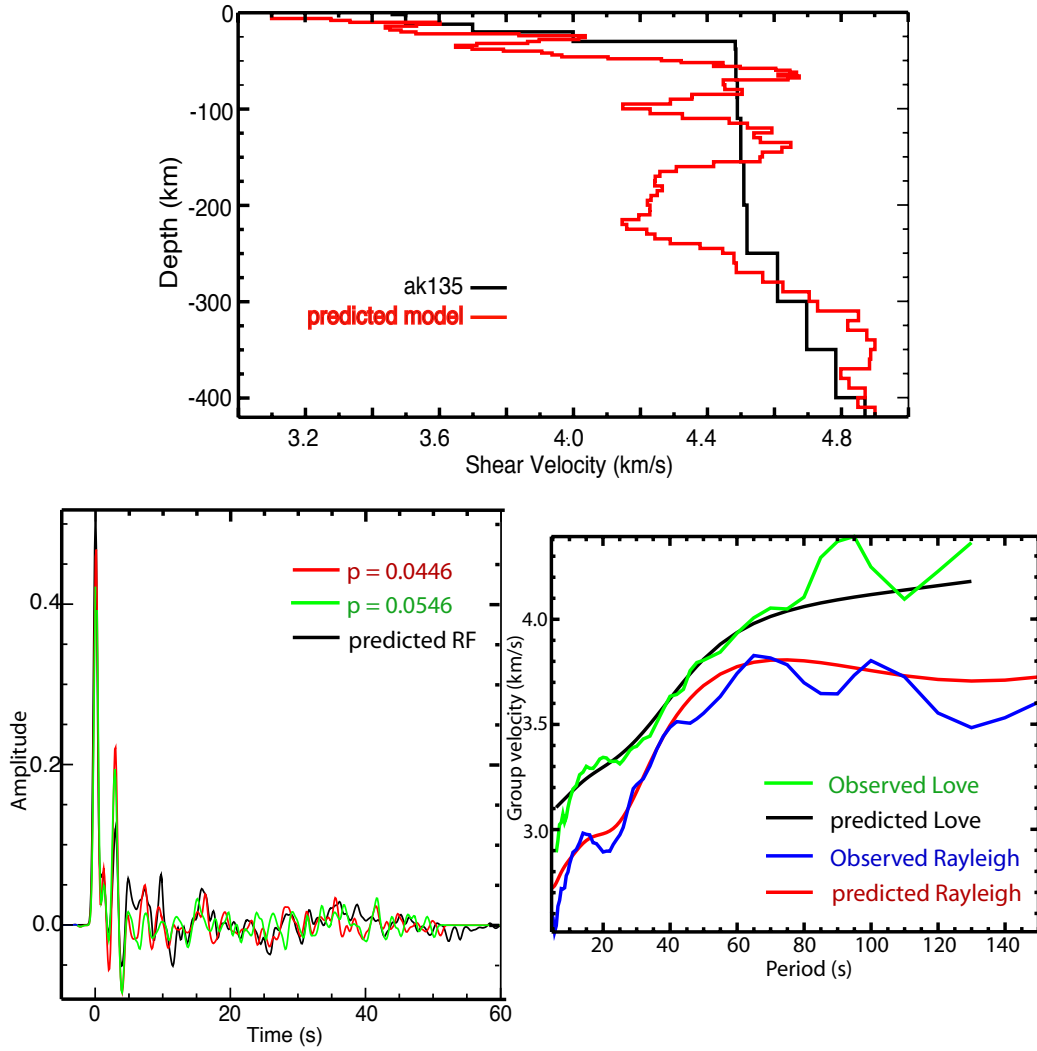 0
-100
-200
-300
-400
Depth (km)
ak135
predicted model
3.2 3.6 4.0 4.4 4.8
Shear Velocity (km/s)
0.4
0.2
0.0
Amplitude
p = 0.0446
p = 0.0546
predicted RF
0 20 40 60
Time (s)
4.0
3.5
3.0
Group velocity (km/s)
Observed Love
predicted Love
Observed Rayleigh
predicted Rayleigh
20 40 60 80 100 120 140
Period (s)